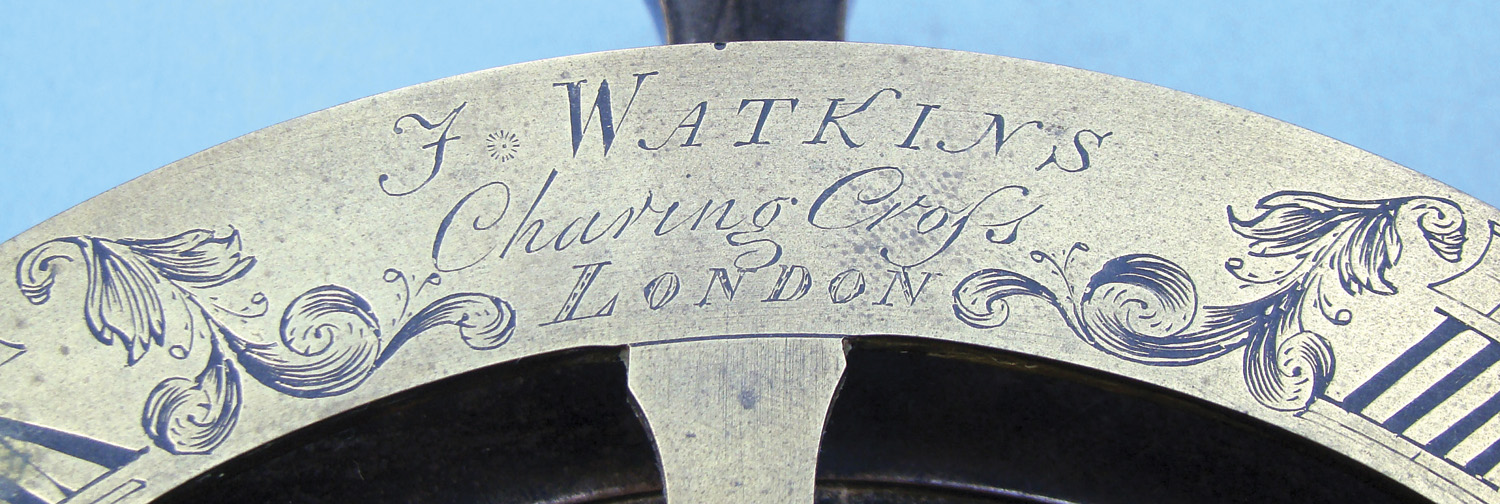 F WATKINS
Charing Croſs
LONDON